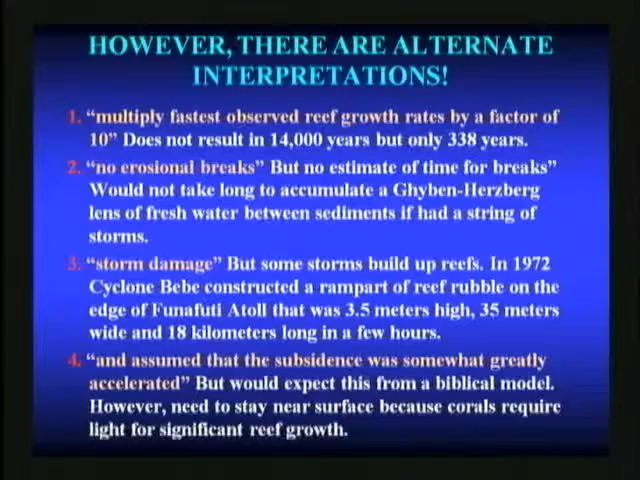 HOWEVER, THERE ARE ALTERNATE
INTERPRETATIONS!
1. “multiply fastest observed reef growth rates by a factor of
10” Does not result in 14,000 years but only 338 years.
2. “no erosional breaks” But no estimate of time for breaks”
Would not take long to accumulate a Ghyben-Herzberg
lens of fresh water between sediments if had a string of
storms.
3. “storm damage” But some storms build up reefs. In 1972
Cyclone Bebe constructed a rampart of reef rubble on the
edge of Funafuti Atoll that was 3.5 meters high, 35 meters
wide and 18 kilometers long in a few hours.
4. “and assumed that the subsidence was somewhat greatly
accelerated” But would expect this from a biblical model.
However, need to stay near surface because corals require
light for significant reef growth.